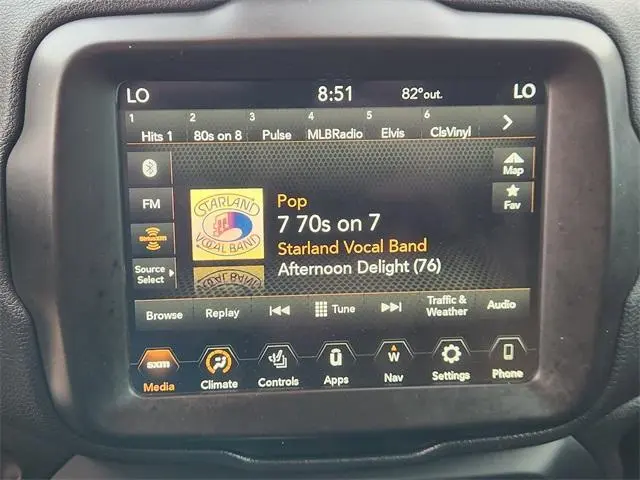 LO 8:51 82°out. LO
1 2 3 4 5 6
Hits 1 80s on 8 Pulse MLBRadio Elvis ClsVinyl
Map
FM
Fav
SiriusXM
Source
Select
STARLAND
VOCAL BAND
Pop
7 70s on 7
Starland Vocal Band
Afternoon Delight (76)
Browse Replay Tune Traffic & Weather Audio
sxm W
Media Climate Controls Apps Nav Settings Phone